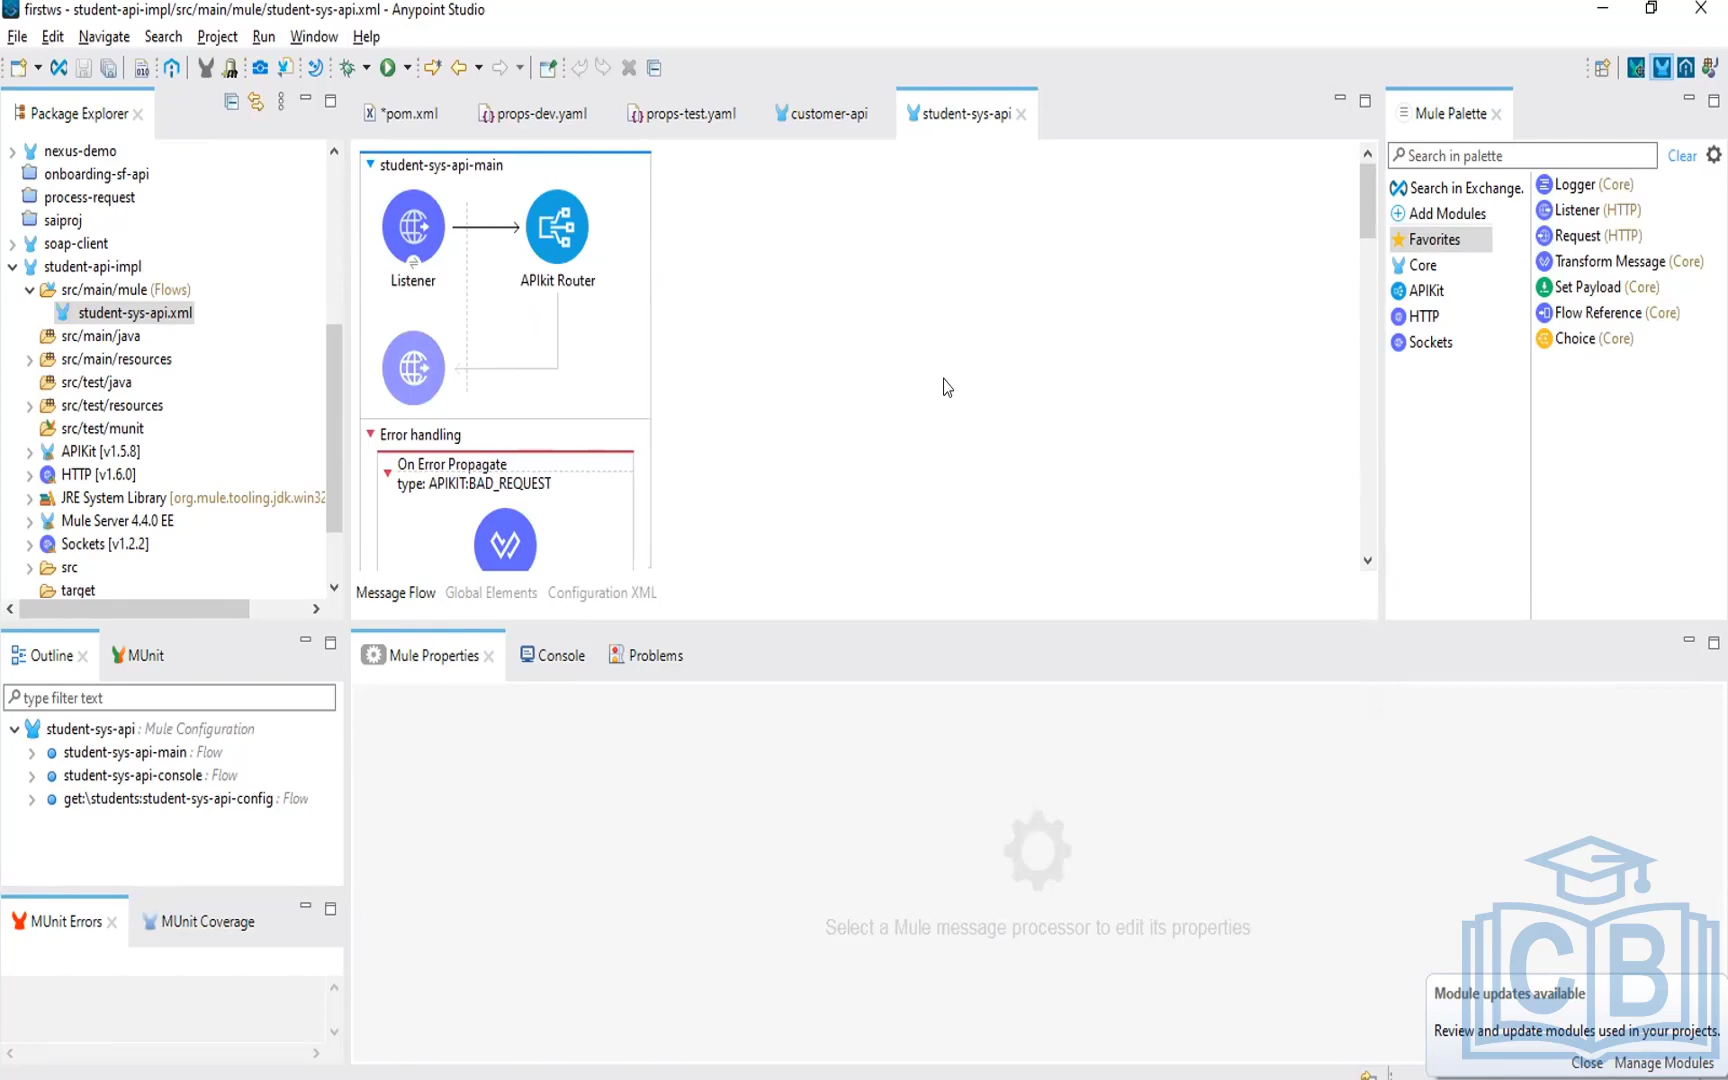 firstws - student-api-impl/src/main/mule/student-sys-api.xml - Anypoint Studio
File Edit Navigate Search Project Run Window Help
Package Explorer
nexus-demo
onboarding-sf-api
process-request
saiproj
soap-client
student-api-impl
src/main/mule (Flows)
student-sys-api.xml
src/main/java
src/main/resources
src/test/java
src/test/resources
src/test/munit
APIKit [v1.5.8]
HTTP [v1.6.0]
JRE System Library [org.mule.tooling.jdk.win32
Mule Server 4.4.0 EE
Sockets [v1.2.2]
src
target
*pom.xml props-dev.yaml props-test.yaml customer-api student-sys-api
student-sys-api-main
Listener
APIkit Router
Error handling
On Error Propagate
type: APIKIT:BAD_REQUEST
Message Flow Global Elements Configuration XML
Mule Palette
Search in palette
Clear
Search in Exchange.
Add Modules
Favorites
Core
APIKit
HTTP
Sockets
Logger (Core)
Listener (HTTP)
Request (HTTP)
Transform Message (Core)
Set Payload (Core)
Flow Reference (Core)
Choice (Core)
Outline MUnit
type filter text
student-sys-api : Mule Configuration
student-sys-api-main : Flow
student-sys-api-console : Flow
get:\students:student-sys-api-config : Flow
MUnit Errors MUnit Coverage
Mule Properties Console Problems
Select a Mule message processor to edit its properties
CB
Module updates available
Review and update modules used in your projects.
Close Manage Modules